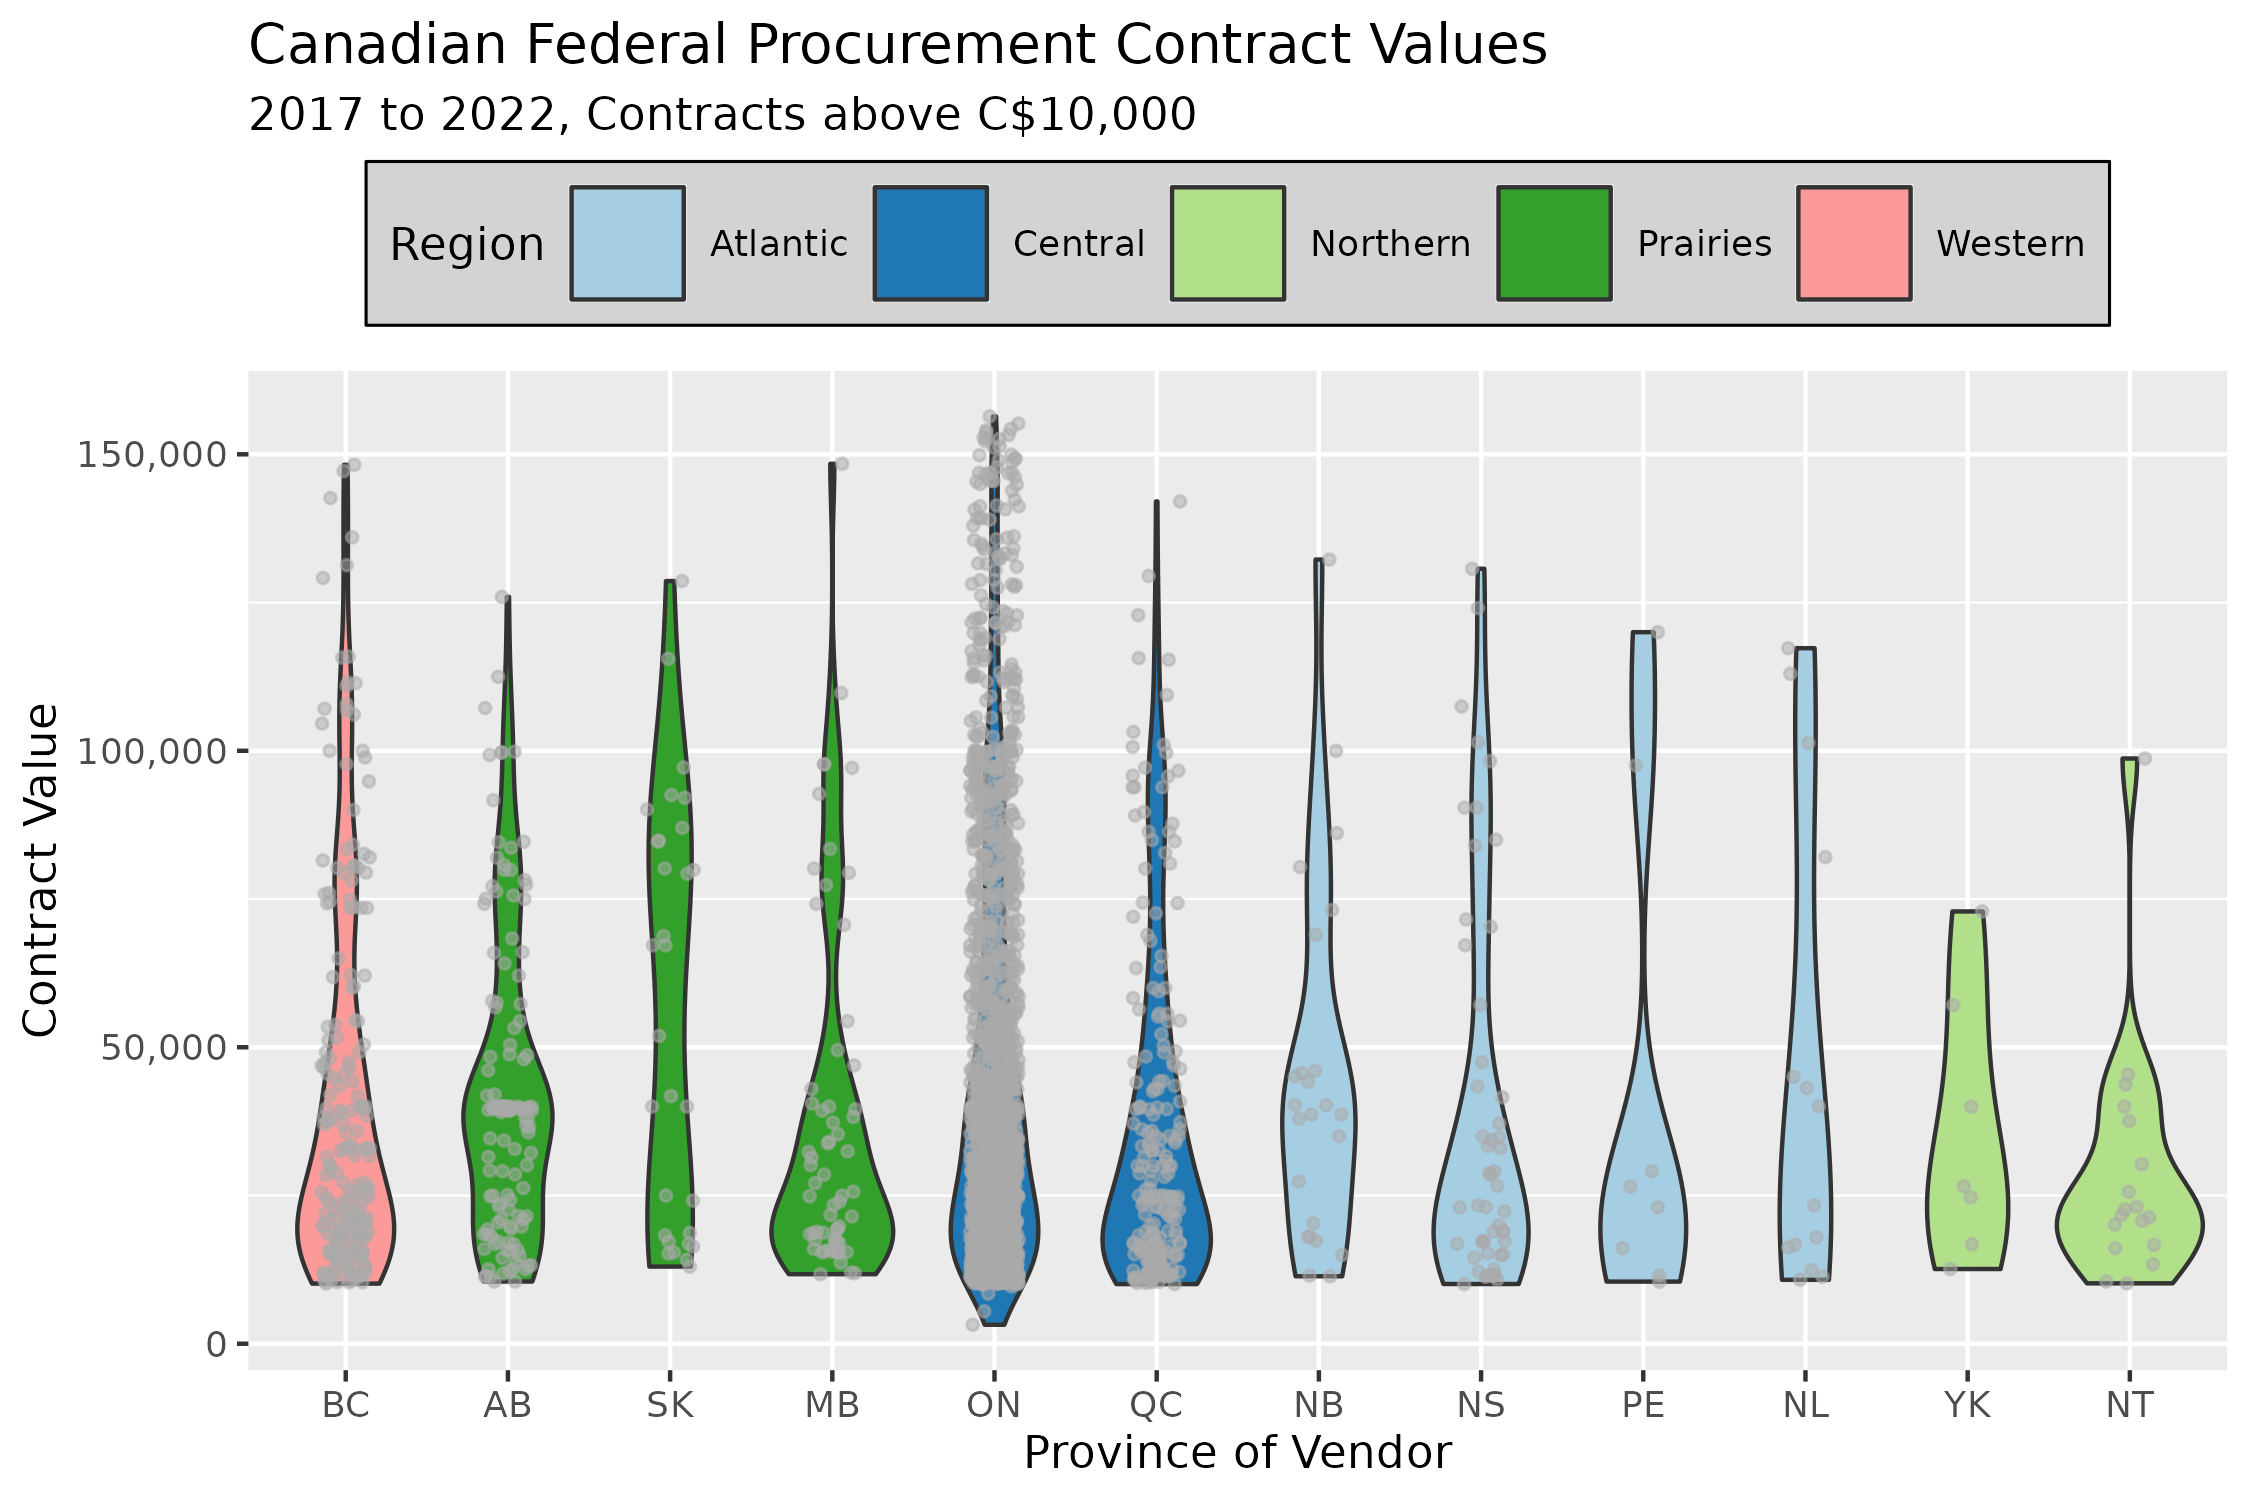 Canadian Federal Procurement Contract Values
2017 to 2022, Contracts above C$10,000
Region Atlantic Central Northern Prairies Western
Contract Value
150,000
100,000
50,000
0
BC AB SK MB ON QC NB NS PE NL YK NT
Province of Vendor